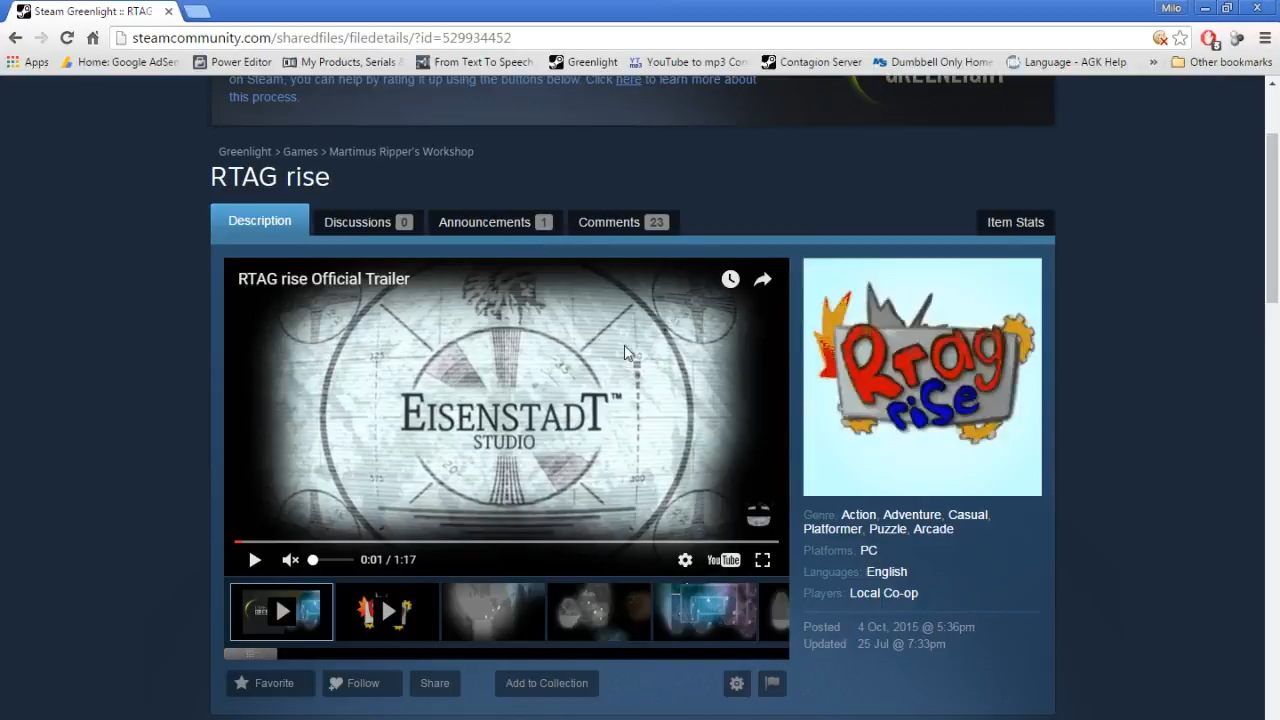 Steam Greenlight :: RTAG
Milo
steamcommunity.com/sharedfiles/filedetails/?id=529934452
Apps Home: Google AdSen Power Editor My Products, Serials & From Text To Speech Greenlight YouTube to mp3 Con Contagion Server Dumbbell Only Home Language - AGK Help » Other bookmarks
on Steam, you can help by rating it up using the buttons below. Click here to learn more about
this process.
GREENLIGHT
Greenlight > Games > Martimus Ripper's Workshop
RTAG rise
Description Discussions 0 Announcements 1 Comments 23 Item Stats
RTAG rise Official Trailer
EISENSTADT™
STUDIO
0:01 / 1:17
YouTube
Rtag
rise
Genre: Action, Adventure, Casual,
Platformer, Puzzle, Arcade
Platforms: PC
Languages: English
Players: Local Co-op
Posted 4 Oct, 2015 @ 5:36pm
Updated 25 Jul @ 7:33pm
Favorite Follow Share Add to Collection